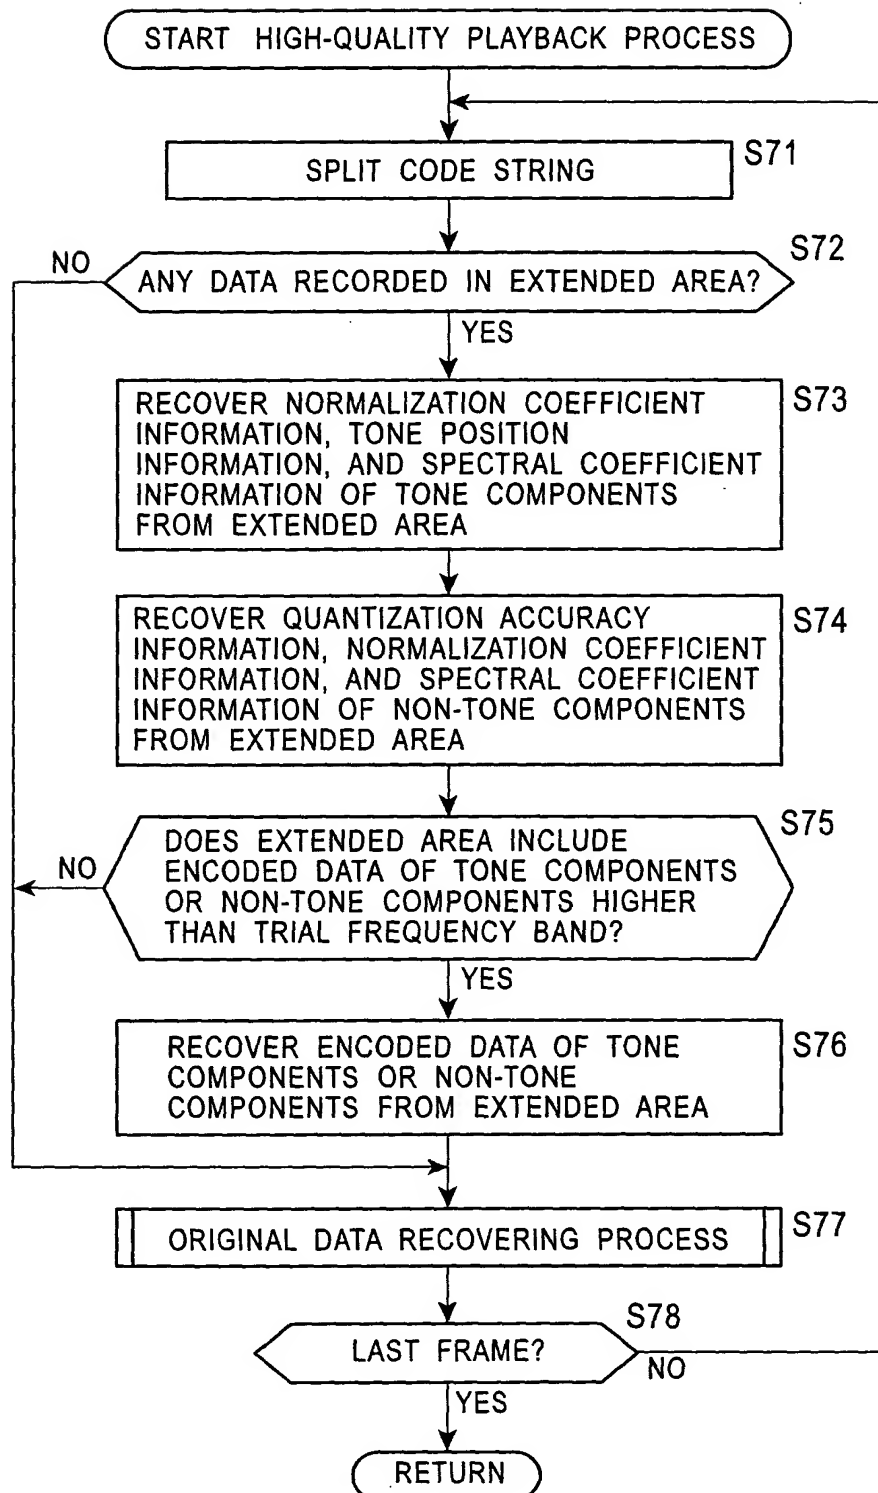 START HIGH-QUALITY PLAYBACK PROCESS
SPLIT CODE STRING
S71
ANY DATA RECORDED IN EXTENDED AREA?
S72
NO
YES
RECOVER NORMALIZATION COEFFICIENT
INFORMATION, TONE POSITION
INFORMATION, AND SPECTRAL COEFFICIENT
INFORMATION OF TONE COMPONENTS
FROM EXTENDED AREA
S73
RECOVER QUANTIZATION ACCURACY
INFORMATION, NORMALIZATION COEFFICIENT
INFORMATION, AND SPECTRAL COEFFICIENT
INFORMATION OF NON-TONE COMPONENTS
FROM EXTENDED AREA
S74
DOES EXTENDED AREA INCLUDE
ENCODED DATA OF TONE COMPONENTS
OR NON-TONE COMPONENTS HIGHER
THAN TRIAL FREQUENCY BAND?
S75
NO
YES
RECOVER ENCODED DATA OF TONE
COMPONENTS OR NON-TONE
COMPONENTS FROM EXTENDED AREA
S76
ORIGINAL DATA RECOVERING PROCESS
S77
LAST FRAME?
S78
NO
YES
RETURN